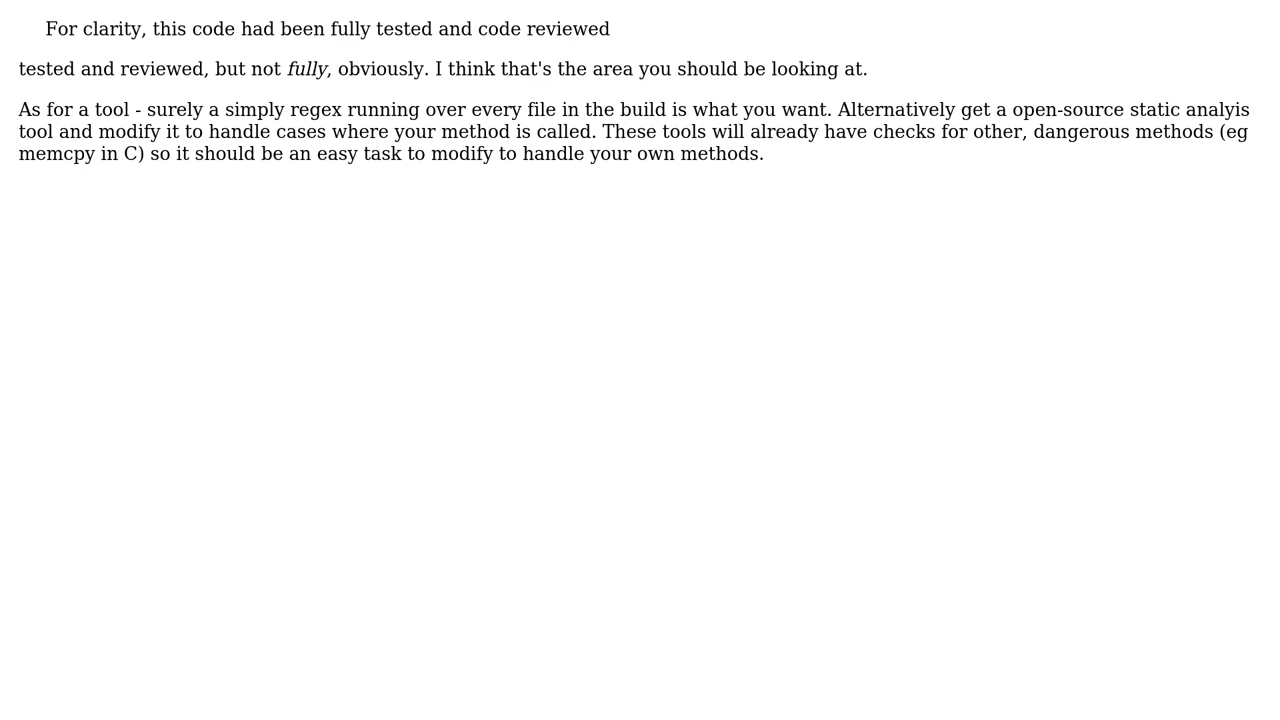 For clarity, this code had been fully tested and code reviewed
tested and reviewed, but not fully, obviously. I think that's the area you should be looking at.
As for a tool - surely a simply regex running over every file in the build is what you want. Alternatively get a open-source static analyis
tool and modify it to handle cases where your method is called. These tools will already have checks for other, dangerous methods (eg
memcpy in C) so it should be an easy task to modify to handle your own methods.